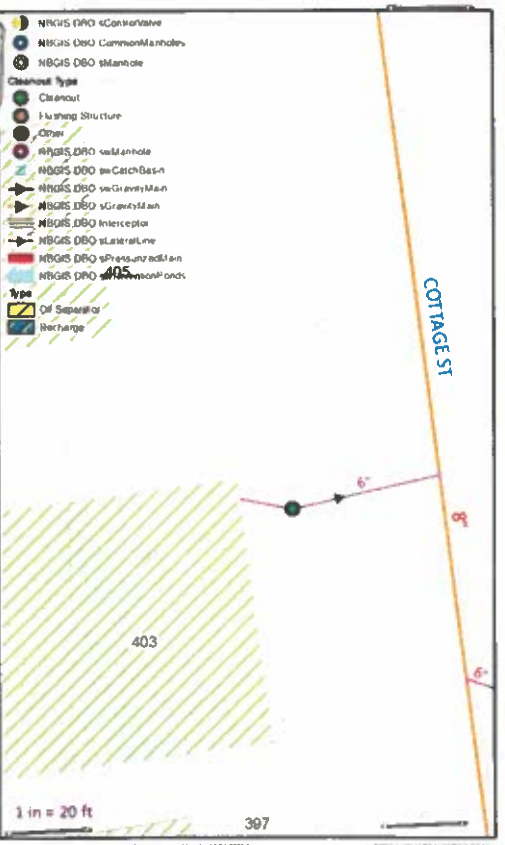 NBGIS.DBO.sControlValve
NBGIS.DBO.CommonManholes
NBGIS.DBO.sManhole
Cleanout Type
Cleanout
Flushing Structure
Other
NBGIS.DBO.swManhole
NBGIS.DBO.swCatchBasin
NBGIS.DBO.swGravityMain
NBGIS.DBO.sGravityMain
NBGIS.DBO.Interceptor
NBGIS.DBO.sLateralLine
NBGIS.DBO.sPressurizedMain
NBGIS.DBO
405
Type
Oil Separator
Recharge
COTTAGE ST
6"
8"
403
6"
1 in = 20 ft
397